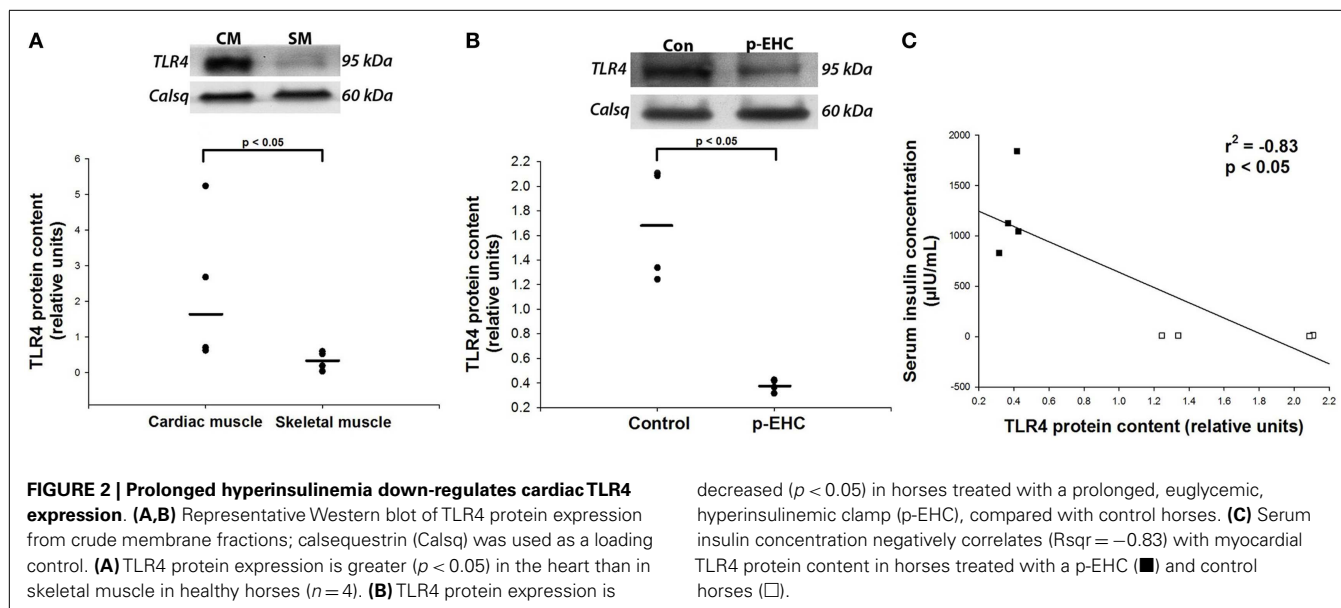 A
CM SM
TLR4 95 kDa
Calsq 60 kDa
p < 0.05
TLR4 protein content
(relative units)
6
5
4
3
2
1
0
Cardiac muscle Skeletal muscle
B
Con p-EHC
TLR4 95 kDa
Calsq 60 kDa
p < 0.05
TLR4 protein content
(relative units)
2.2
2.0
1.8
1.6
1.4
1.2
1.0
0.8
0.6
0.4
0.2
Control p-EHC
C
r² = -0.83
p < 0.05
Serum insulin concentration
(µIU/mL)
2000
1500
1000
500
0
-500
0.2 0.4 0.6 0.8 1.0 1.2 1.4 1.6 1.8 2.0 2.2
TLR4 protein content (relative units)
FIGURE 2 | Prolonged hyperinsulinemia down-regulates cardiac TLR4
expression. (A,B) Representative Western blot of TLR4 protein expression
from crude membrane fractions; calsequestrin (Calsq) was used as a loading
control. (A) TLR4 protein expression is greater (p < 0.05) in the heart than in
skeletal muscle in healthy horses (n = 4). (B) TLR4 protein expression is
decreased (p < 0.05) in horses treated with a prolonged, euglycemic,
hyperinsulinemic clamp (p-EHC), compared with control horses. (C) Serum
insulin concentration negatively correlates (Rsqr = −0.83) with myocardial
TLR4 protein content in horses treated with a p-EHC (■) and control
horses (□).